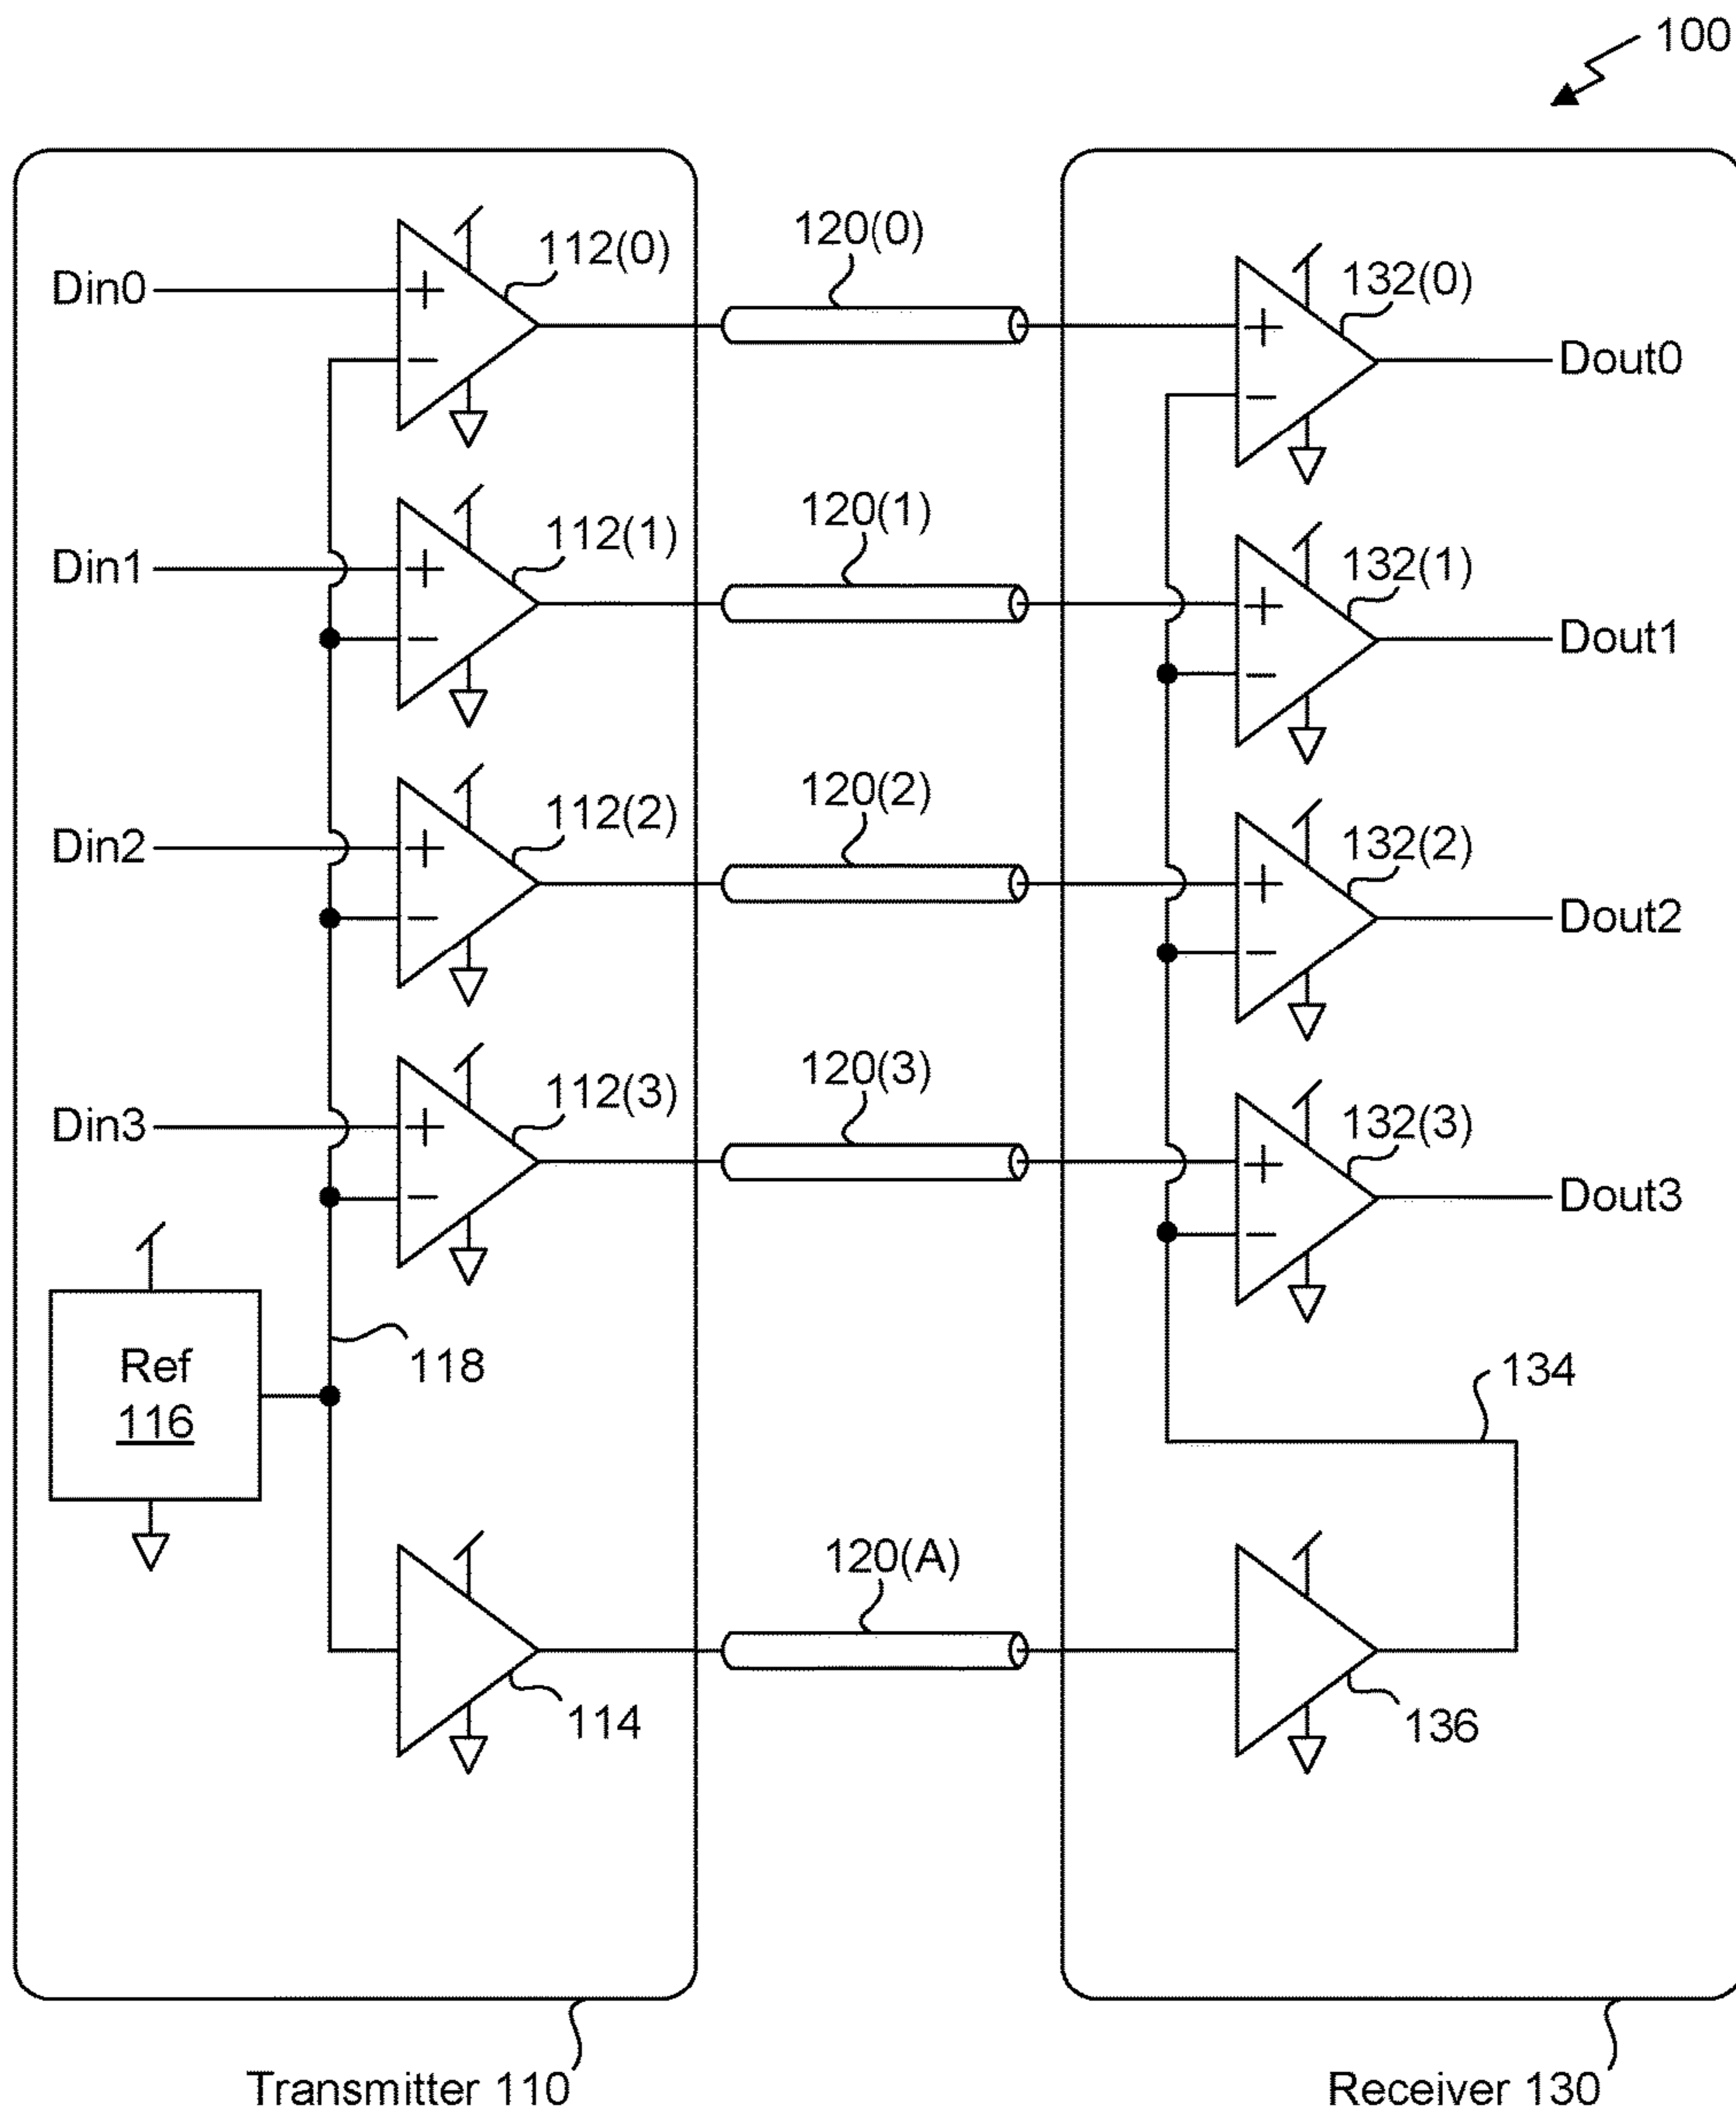 100
112(0)
120(0)
132(0)
Din0
+
+
−
−
Dout0
112(1)
120(1)
132(1)
Din1
+
+
−
−
Dout1
112(2)
120(2)
132(2)
Din2
+
+
−
−
Dout2
112(3)
120(3)
132(3)
Din3
+
+
−
−
Dout3
Ref
116
118
134
120(A)
114
136
Transmitter 110
Receiver 130